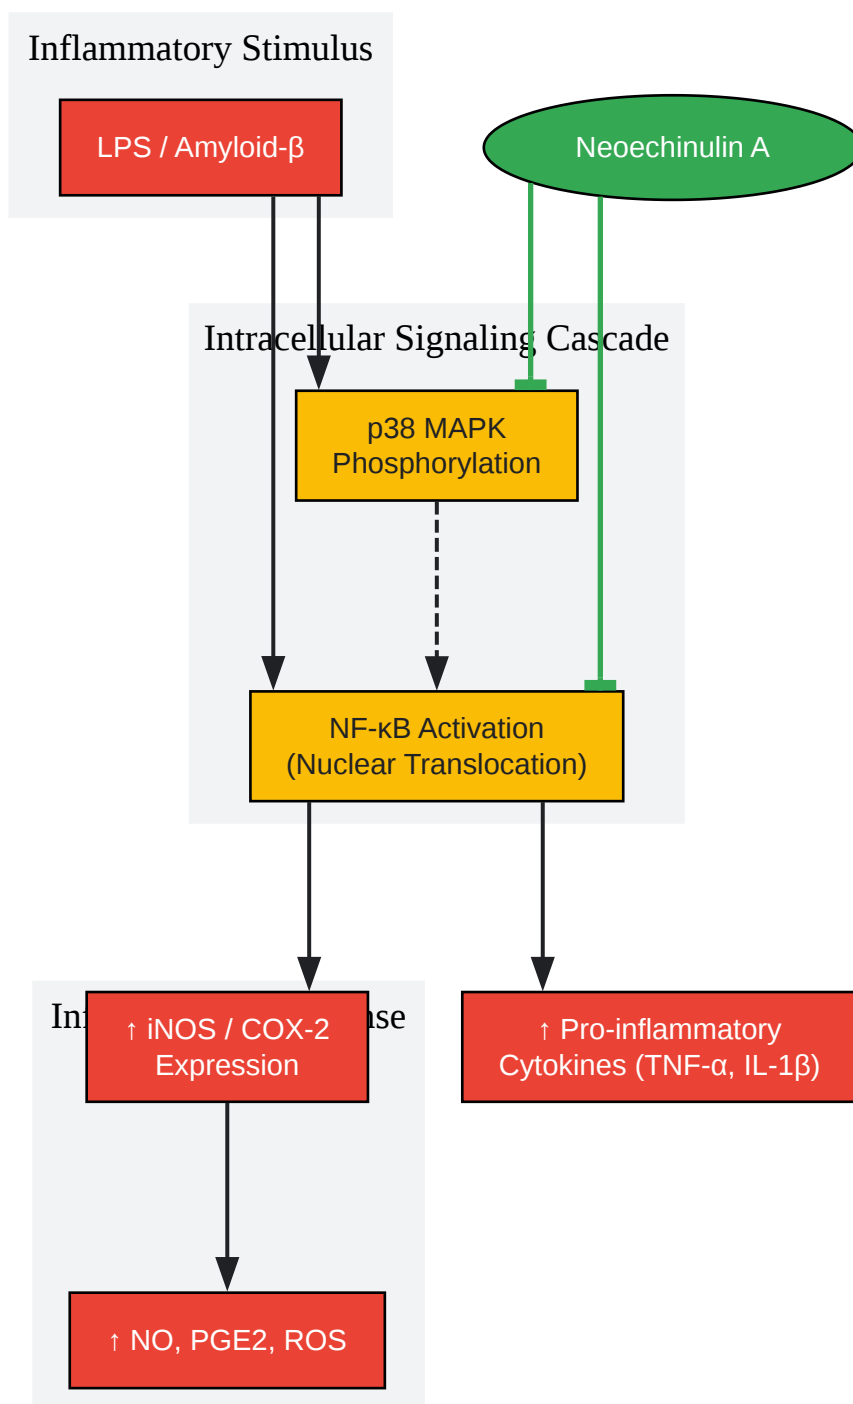 Inflammatory Stimulus
LPS / Amyloid-β
Neoechinulin A
Intracellular Signaling Cascade
p38 MAPK
Phosphorylation
NF-κB Activation
(Nuclear Translocation)
↑ iNOS / COX-2
Expression
↑ Pro-inflammatory
Cytokines (TNF-α, IL-1β)
↑ NO, PGE2, ROS